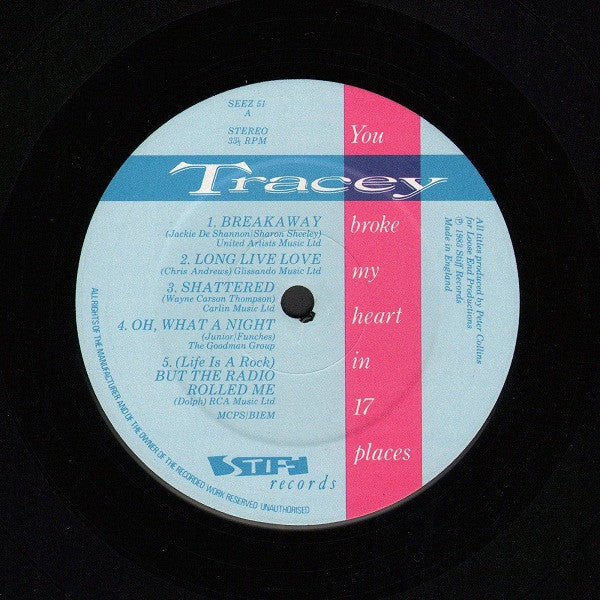 SEEZ 51
A
STEREO
33⅓ RPM
You
Tracey
broke
my
heart
in
17
places
1. BREAKAWAY
(Jackie De Shannon/Sharon Sheeley)
United Artists Music Ltd
2. LONG LIVE LOVE
(Chris Andrews) Glissando Music Ltd
3. SHATTERED
(Wayne Carson Thompson)
Carlin Music Ltd
4. OH, WHAT A NIGHT
(Junior/Funches)
The Goodman Group
5. (Life Is A Rock)
BUT THE RADIO
ROLLED ME
(Dolph) RCA Music Ltd
MCPS/BIEM
All titles produced by Peter Collins
for Loose End Productions
℗ 1983 Stiff Records
Made in England
STIFF
records
ALL RIGHTS OF THE MANUFACTURER AND OF THE OWNER OF THE RECORDED WORK RESERVED UNAUTHORISED